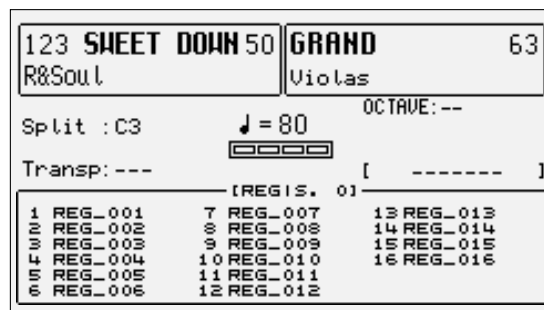 123 SWEET DOWN 50 GRAND 63
R&Soul Violas
OCTAVE:--
Split :C3 ♩=80
Transp:--- [ ------- ]
[REGIS. 0]
1 REG_001 7 REG_007 13 REG_013
2 REG_002 8 REG_008 14 REG_014
3 REG_003 9 REG_009 15 REG_015
4 REG_004 10 REG_010 16 REG_016
5 REG_005 11 REG_011
6 REG_006 12 REG_012